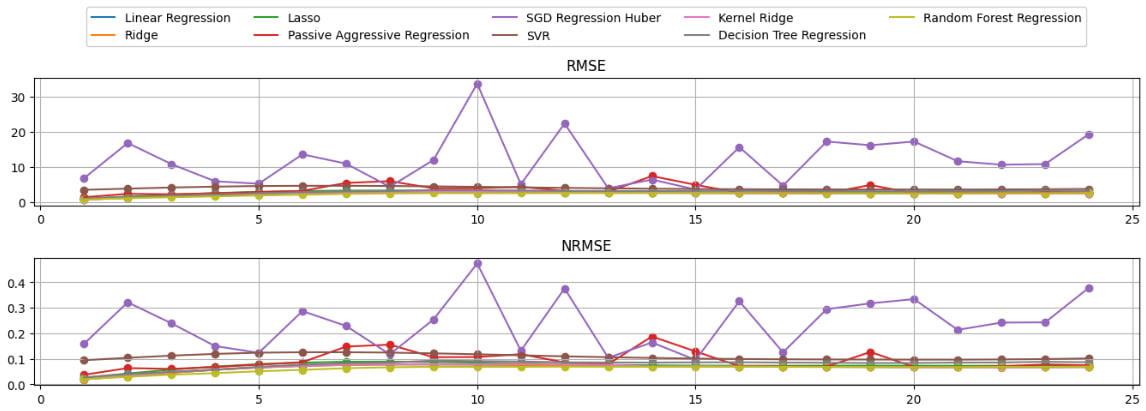 Linear Regression Lasso SGD Regression Huber Kernel Ridge Random Forest Regression
Ridge Passive Aggressive Regression SVR Decision Tree Regression
RMSE
30
20
10
0
0 5 10 15 20 25
NRMSE
0.4
0.3
0.2
0.1
0.0
0 5 10 15 20 25